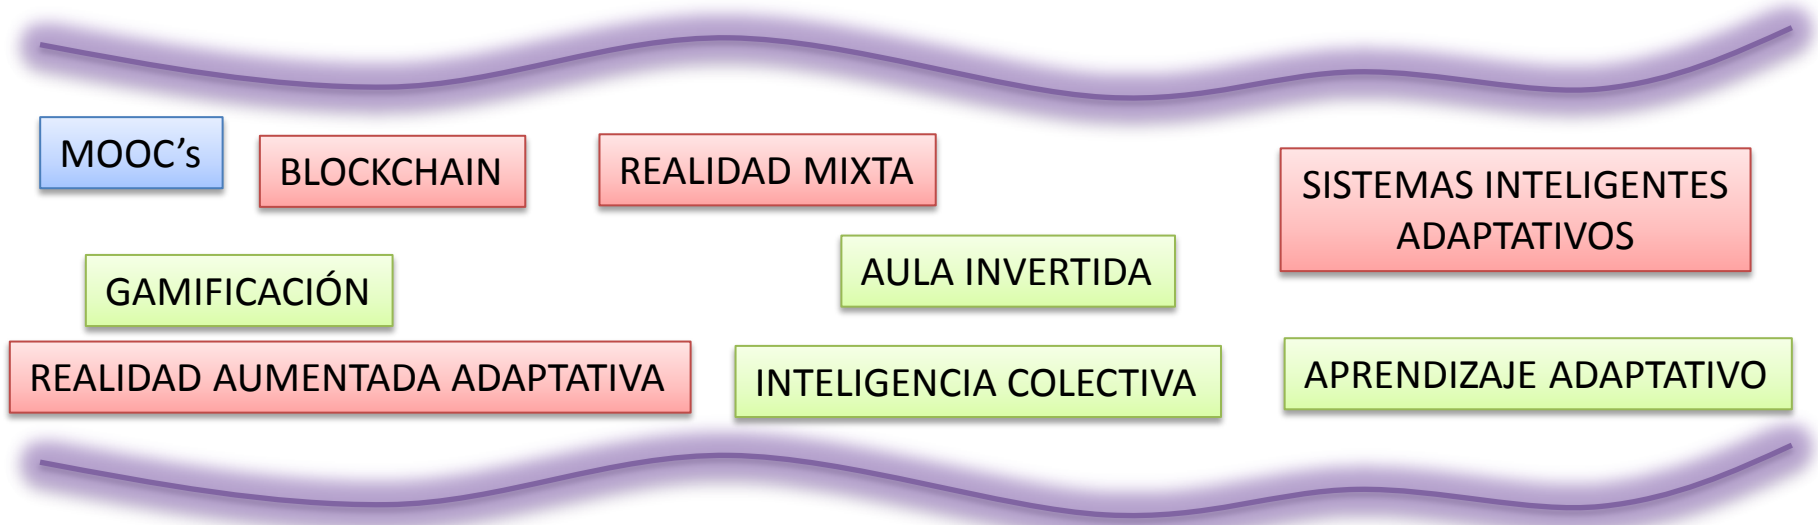 MOOC’s
BLOCKCHAIN
REALIDAD MIXTA
SISTEMAS INTELIGENTES
ADAPTATIVOS
GAMIFICACIÓN
AULA INVERTIDA
REALIDAD AUMENTADA ADAPTATIVA
INTELIGENCIA COLECTIVA
APRENDIZAJE ADAPTATIVO